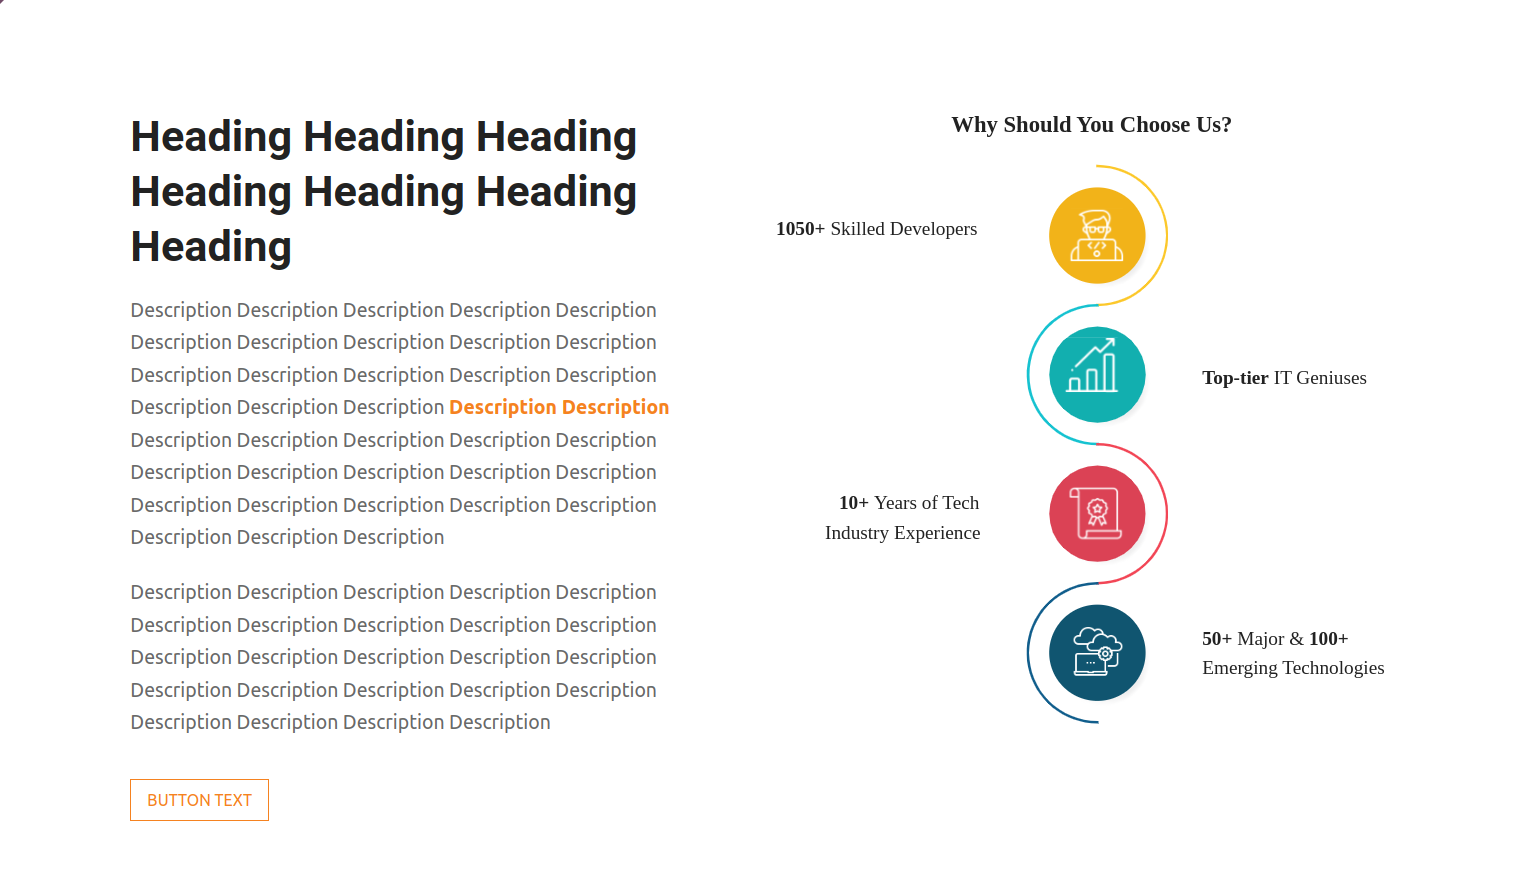 Heading Heading Heading
Heading Heading Heading
Heading
Description Description Description Description Description
Description Description Description Description Description
Description Description Description Description Description
Description Description Description Description Description
Description Description Description Description Description
Description Description Description Description Description
Description Description Description Description Description
Description Description Description
Description Description Description Description Description
Description Description Description Description Description
Description Description Description Description Description
Description Description Description Description Description
Description Description Description Description
BUTTON TEXT
Why Should You Choose Us?
1050+ Skilled Developers
Top-tier IT Geniuses
10+ Years of Tech
Industry Experience
50+ Major & 100+
Emerging Technologies